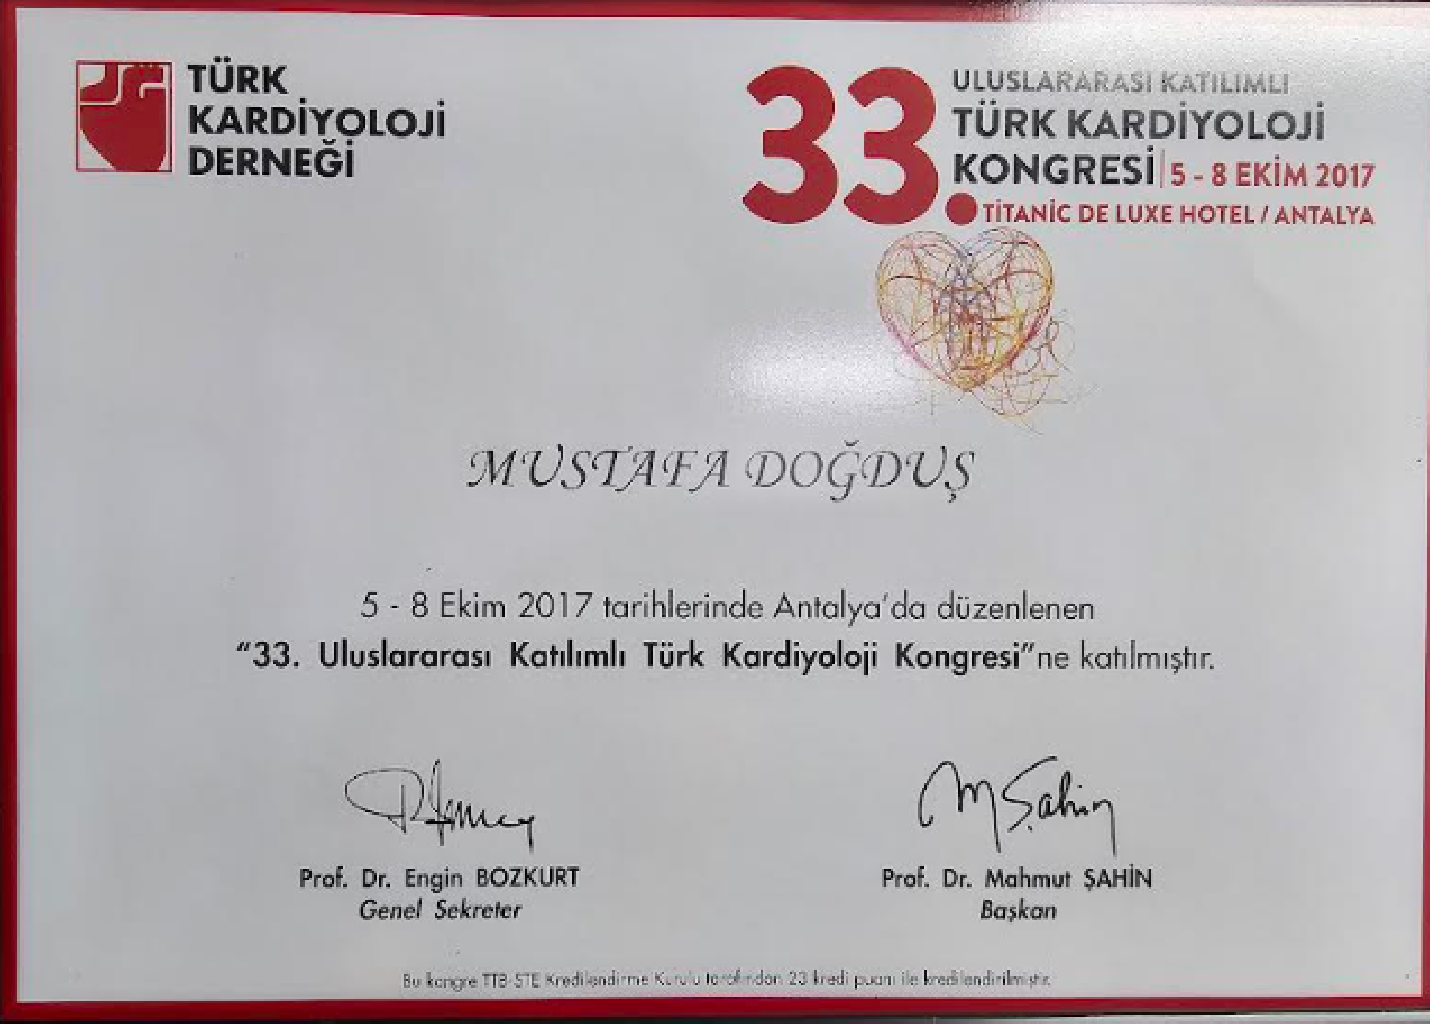 TÜRK
KARDİYOLOJİ
DERNEĞİ
33.
ULUSLARARASI KATILIMLI
TÜRK KARDİYOLOJİ
KONGRESİ | 5 - 8 EKİM 2017
TİTANİC DE LUXE HOTEL / ANTALYA
MUSTAFA DOĞDUŞ
5 - 8 Ekim 2017 tarihlerinde Antalya'da düzenlenen
"33. Uluslararası Katılımlı Türk Kardiyoloji Kongresi"ne katılmıştır.
M Şahin
Prof. Dr. Engin BOZKURT
Genel Sekreter
Prof. Dr. Mahmut ŞAHİN
Başkan
Bu kongre TTB-STE Kredilendirme Kurulu tarafından 23 kredi puanı ile kredilendirilmiştir.